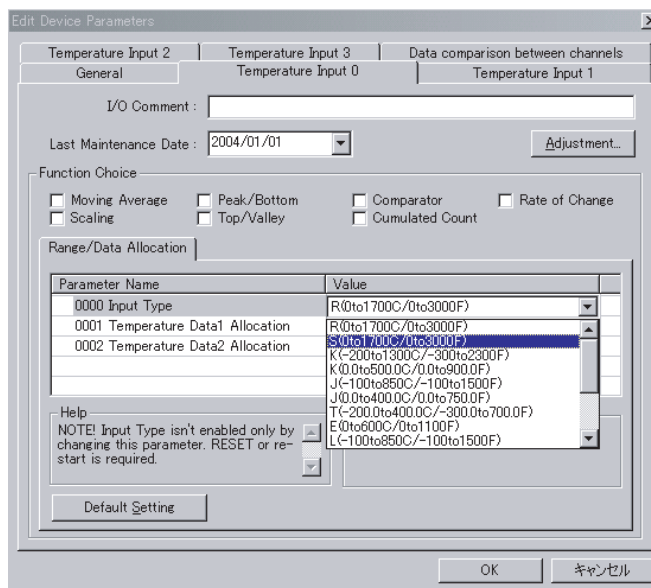 Edit Device Parameters
Temperature Input 2
Temperature Input 3
Data comparison between channels
General
Temperature Input 0
Temperature Input 1
I/O Comment :
Last Maintenance Date :
2004/01/01
Adjustment...
Function Choice
Moving Average
Peak/Bottom
Comparator
Rate of Change
Scaling
Top/Valley
Cumulated Count
Range/Data Allocation
Parameter Name
Value
0000 Input Type
R(0to1700C/0to3000F)
0001 Temperature Data1 Allocation
0002 Temperature Data2 Allocation
R(0to1700C/0to3000F)
S(0to1700C/0to3000F)
K(-200to1300C/-300to2300F)
K(0.0to500.0C/0.0to900.0F)
J(-100to850C/-100to1500F)
J(0.0to400.0C/0.0to750.0F)
T(-200.0to400.0C/-300.0to700.0F)
E(0to600C/0to1100F)
L(-100to850C/-100to1500F)
Help
NOTE! Input Type isn't enabled only by
changing this parameter. RESET or re-
start is required.
Default Setting
OK
キャンセル